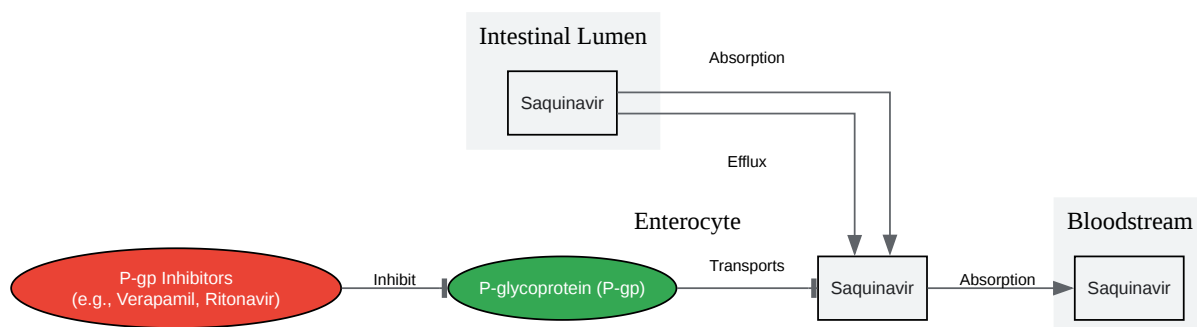 Intestinal Lumen
Saquinavir
Absorption
Efflux
Enterocyte
Bloodstream
P-gp Inhibitors
(e.g., Verapamil, Ritonavir)
Inhibit
P-glycoprotein (P-gp)
Transports
Saquinavir
Absorption
Saquinavir